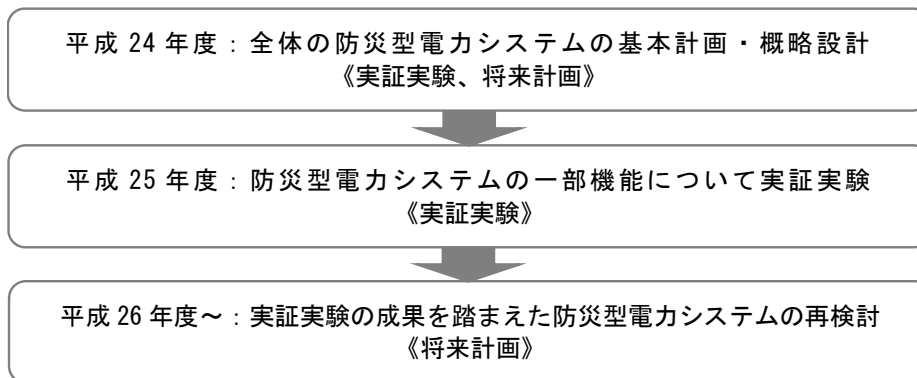 平成 24 年度：全体の防災型電力システムの基本計画・概略設計
《実証実験、将来計画》
平成 25 年度：防災型電力システムの一部機能について実証実験
《実証実験》
平成 26 年度～：実証実験の成果を踏まえた防災型電力システムの再検討
《将来計画》